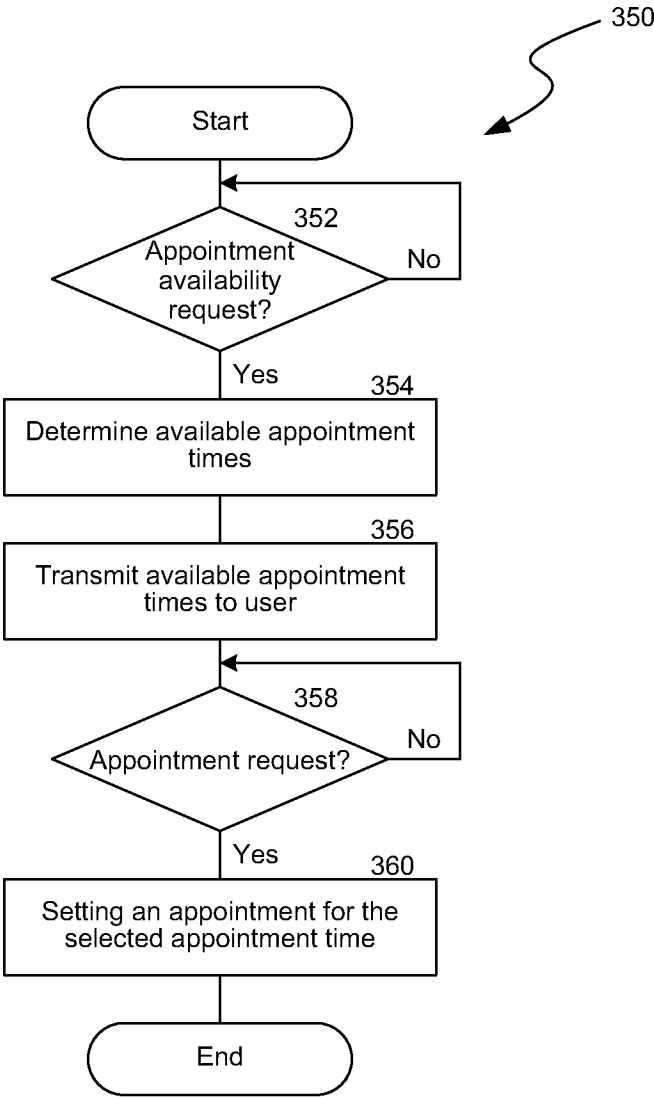 350
Start
352
Appointment
availability
request?
No
Yes
354
Determine available appointment
times
356
Transmit available appointment
times to user
358
Appointment request?
No
Yes
360
Setting an appointment for the
selected appointment time
End